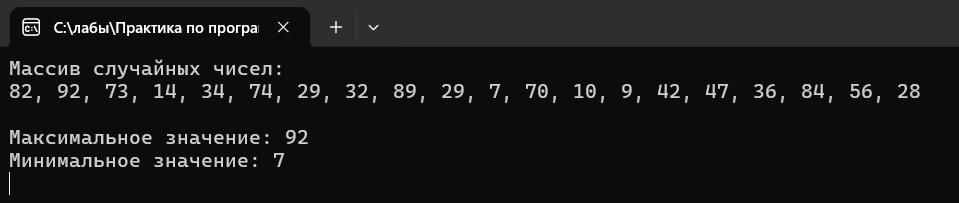 C:\лабы\Практика по програ
Массив случайных чисел:
82, 92, 73, 14, 34, 74, 29, 32, 89, 29, 7, 70, 10, 9, 42, 47, 36, 84, 56, 28
Максимальное значение: 92
Минимальное значение: 7